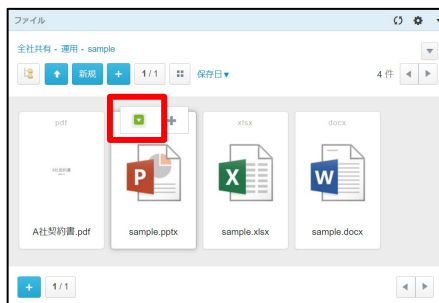 ファイル
全社共有 - 運用 - sample
新規 + 1 / 1 保存日▼ 4 件
pdf xlsx docx
P X W
A社契約書.pdf sample.pptx sample.xlsx sample.docx
+ 1 / 1